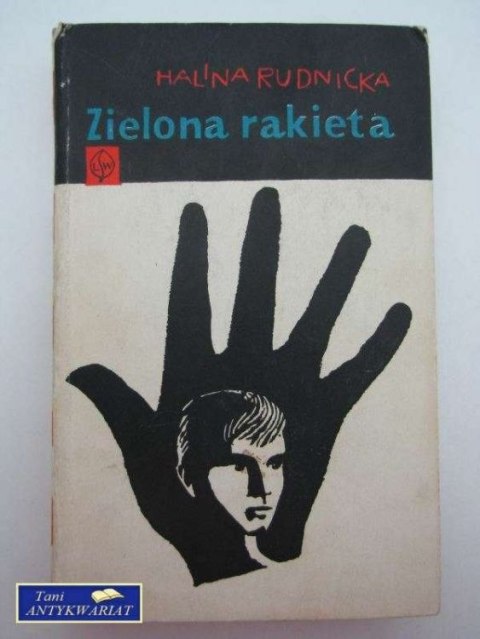 HALINA RUDNICKA
Zielona rakieta
LSW
Tani
ANTYKWARIAT